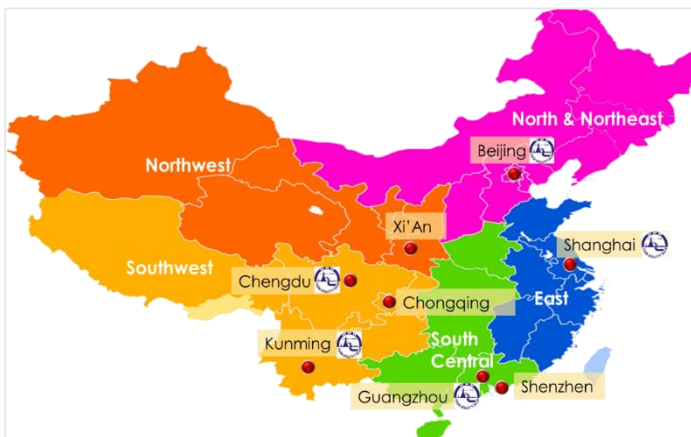 North & Northeast
Beijing
Northwest
Xi'An
Shanghai
Southwest
Chengdu
Chongqing
East
Kunming
South
Central
Guangzhou
Shenzhen